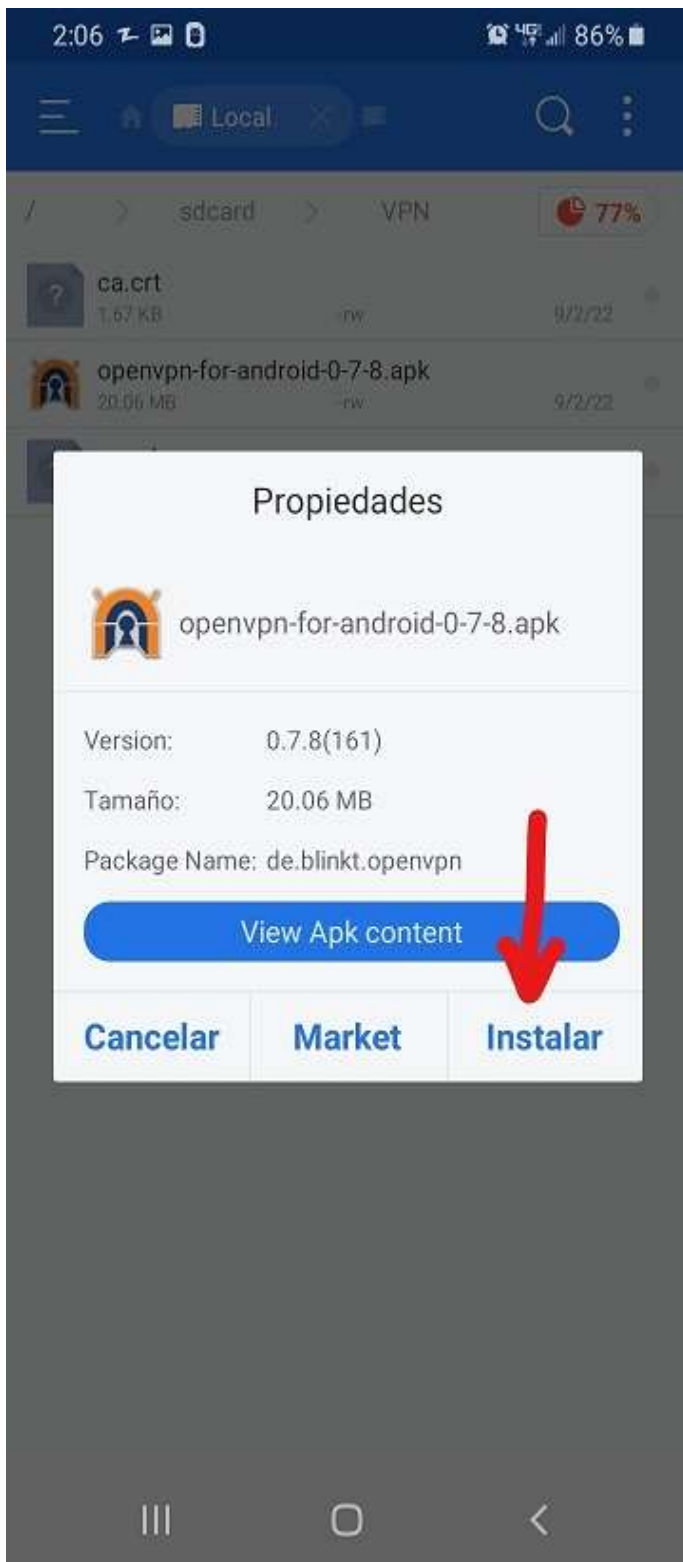 2:06 86%
Local
/ > sdcard > VPN 77%
ca.crt
1.67 KB -rw 9/2/22
openvpn-for-android-0-7-8.apk
20.06 MB -rw 9/2/22
Propiedades
openvpn-for-android-0-7-8.apk
Version: 0.7.8(161)
Tamaño: 20.06 MB
Package Name: de.blinkt.openvpn
View Apk content
Cancelar Market Instalar